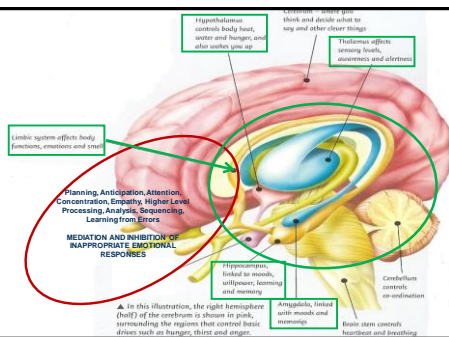 Cerebrum – where you
think and decide what to
say and other clever things
Hypothalamus
controls body heat,
water and hunger, and
also wakes you up
Thalamus affects
sensory levels,
awareness and alertness
Limbic system affects body
functions, emotions and smell
Planning, Anticipation, Attention,
Concentration, Empathy, Higher Level
Processing, Analysis, Sequencing,
Learning from Errors
MEDIATION AND INHIBITION OF
INAPPROPRIATE EMOTIONAL
RESPONSES
Hippocampus,
linked to moods,
willpower, learning
and memory
Cerebellum
controls
co-ordination
▲ In this illustration, the right hemisphere
(half) of the cerebrum is shown in pink,
surrounding the regions that control basic
drives such as hunger, thirst and anger.
Amygdala, linked
with moods and
memories
Brain stem controls
heartbeat and breathing